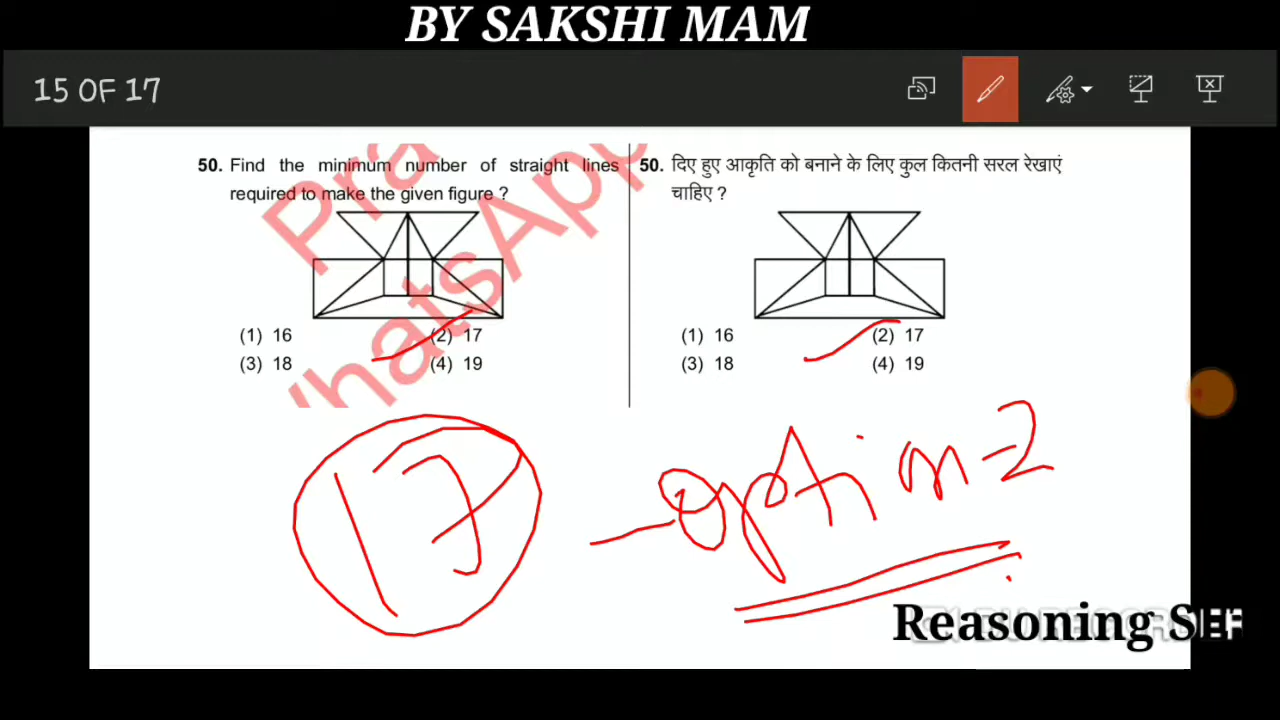 BY SAKSHI MAM
15 OF 17
50. Find the minimum number of straight lines
required to make the given figure ?
(1) 16 (2) 17
(3) 18 (4) 19
50. दिए हुए आकृति को बनाने के लिए कुल कितनी सरल रेखाएं
चाहिए ?
(1) 16 (2) 17
(3) 18 (4) 19
Pra
WhatsApp
17 - option = 2
Reasoning S